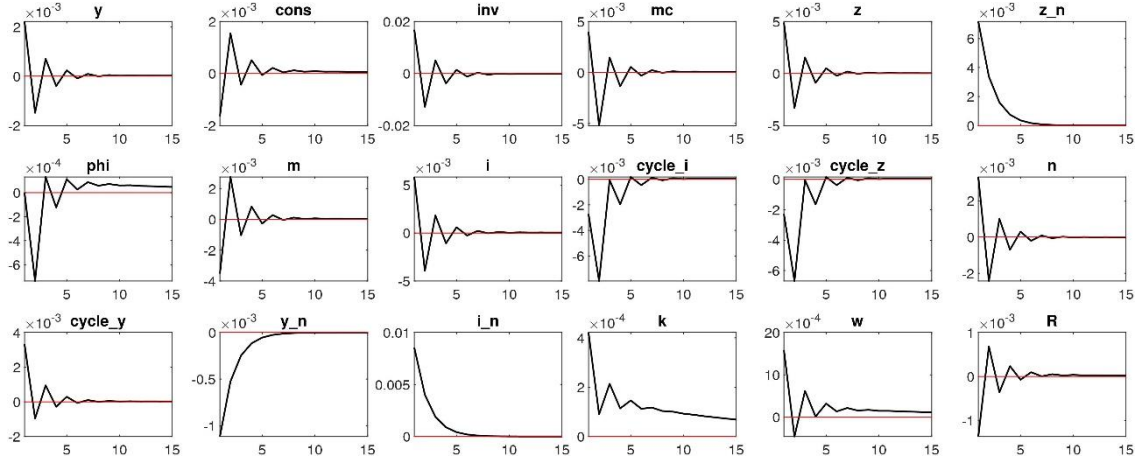 y cons inv mc z z_n
×10⁻³ ×10⁻³ ×10⁻³ ×10⁻³ ×10⁻³
2 2 0.02 5 5 6
0 0 0 0 0 4
2
-2 -2 -0.02 -5 -5 0
5 10 15 5 10 15 5 10 15 5 10 15 5 10 15 5 10 15
phi m i cycle_i cycle_z n
×10⁻⁴ ×10⁻³ ×10⁻³ ×10⁻³ ×10⁻³ ×10⁻³
0 2 5 0 0 2
-2 0 0 -2 -2 0
-4 -2 -4 -4
-6 -4 -5 -6 -6 -2
5 10 15 5 10 15 5 10 15 5 10 15 5 10 15 5 10 15
cycle_y y_n i_n k w R
×10⁻³ ×10⁻³ ×10⁻⁴ ×10⁻⁴ ×10⁻³
4 0 0.01 4 20 1
2 -0.5 0.005 10 0
0 2
-2 -1 0 0 0 -1
5 10 15 5 10 15 5 10 15 5 10 15 5 10 15 5 10 15